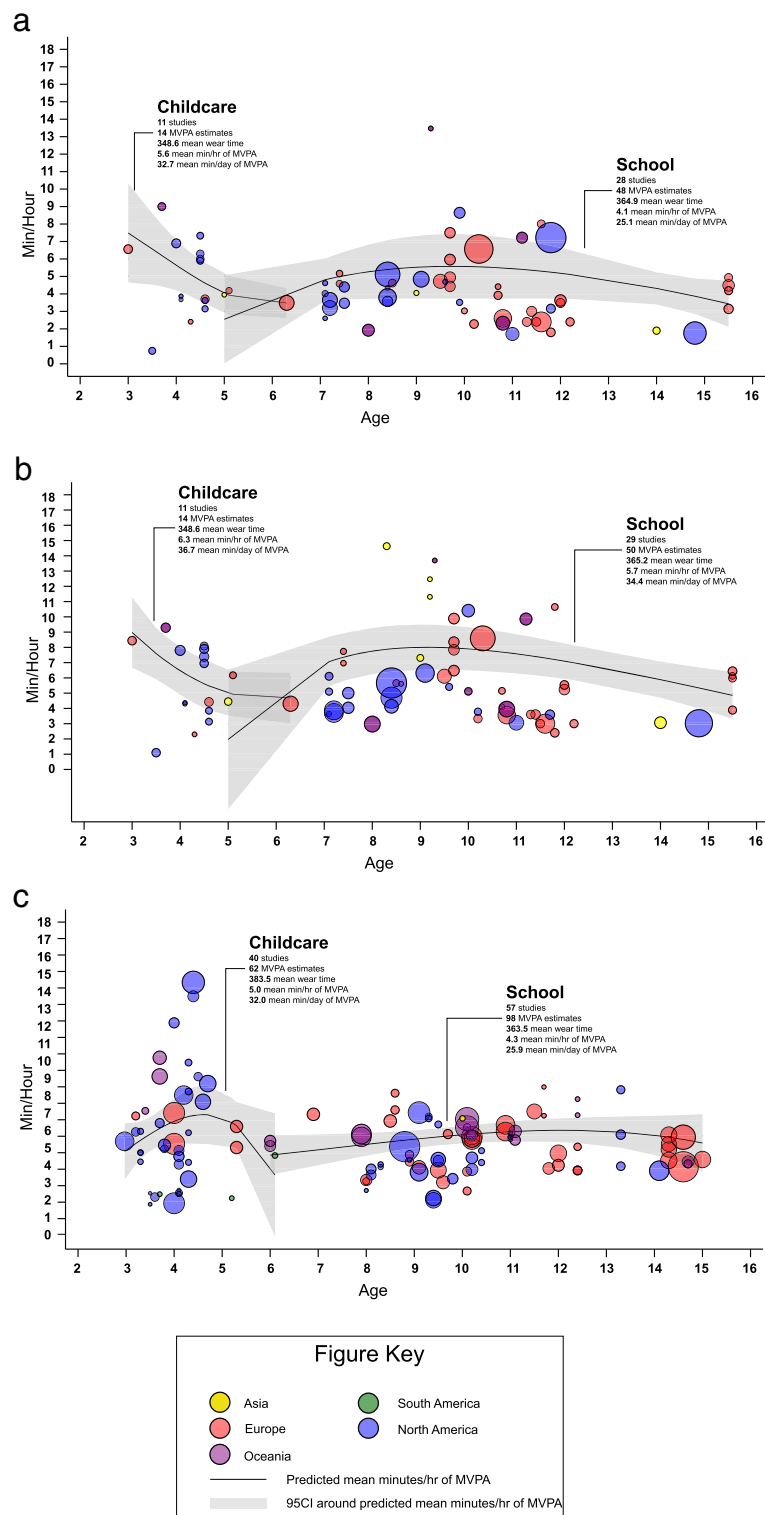 a
18
17
16
15
14
13
12
11
10
9
8
7
6
5
4
3
2
1
0
Min/Hour
Childcare
11 studies
14 MVPA estimates
348.6 mean wear time
5.6 mean min/hr of MVPA
32.7 mean min/day of MVPA
School
28 studies
48 MVPA estimates
364.9 mean wear time
4.1 mean min/hr of MVPA
25.1 mean min/day of MVPA
2 3 4 5 6 7 8 9 10 11 12 13 14 15 16
Age
b
18
17
16
15
14
13
12
11
10
9
8
7
6
5
4
3
2
1
0
Min/Hour
Childcare
11 studies
14 MVPA estimates
348.6 mean wear time
6.3 mean min/hr of MVPA
36.7 mean min/day of MVPA
School
29 studies
50 MVPA estimates
365.2 mean wear time
5.7 mean min/hr of MVPA
34.4 mean min/day of MVPA
2 3 4 5 6 7 8 9 10 11 12 13 14 15 16
Age
c
18
17
16
15
14
13
12
11
10
9
8
7
6
5
4
3
2
1
0
Min/Hour
Childcare
40 studies
62 MVPA estimates
383.5 mean wear time
5.0 mean min/hr of MVPA
32.0 mean min/day of MVPA
School
57 studies
98 MVPA estimates
363.5 mean wear time
4.3 mean min/hr of MVPA
25.9 mean min/day of MVPA
2 3 4 5 6 7 8 9 10 11 12 13 14 15 16
Age
Figure Key
Asia
South America
Europe
North America
Oceania
Predicted mean minutes/hr of MVPA
95CI around predicted mean minutes/hr of MVPA